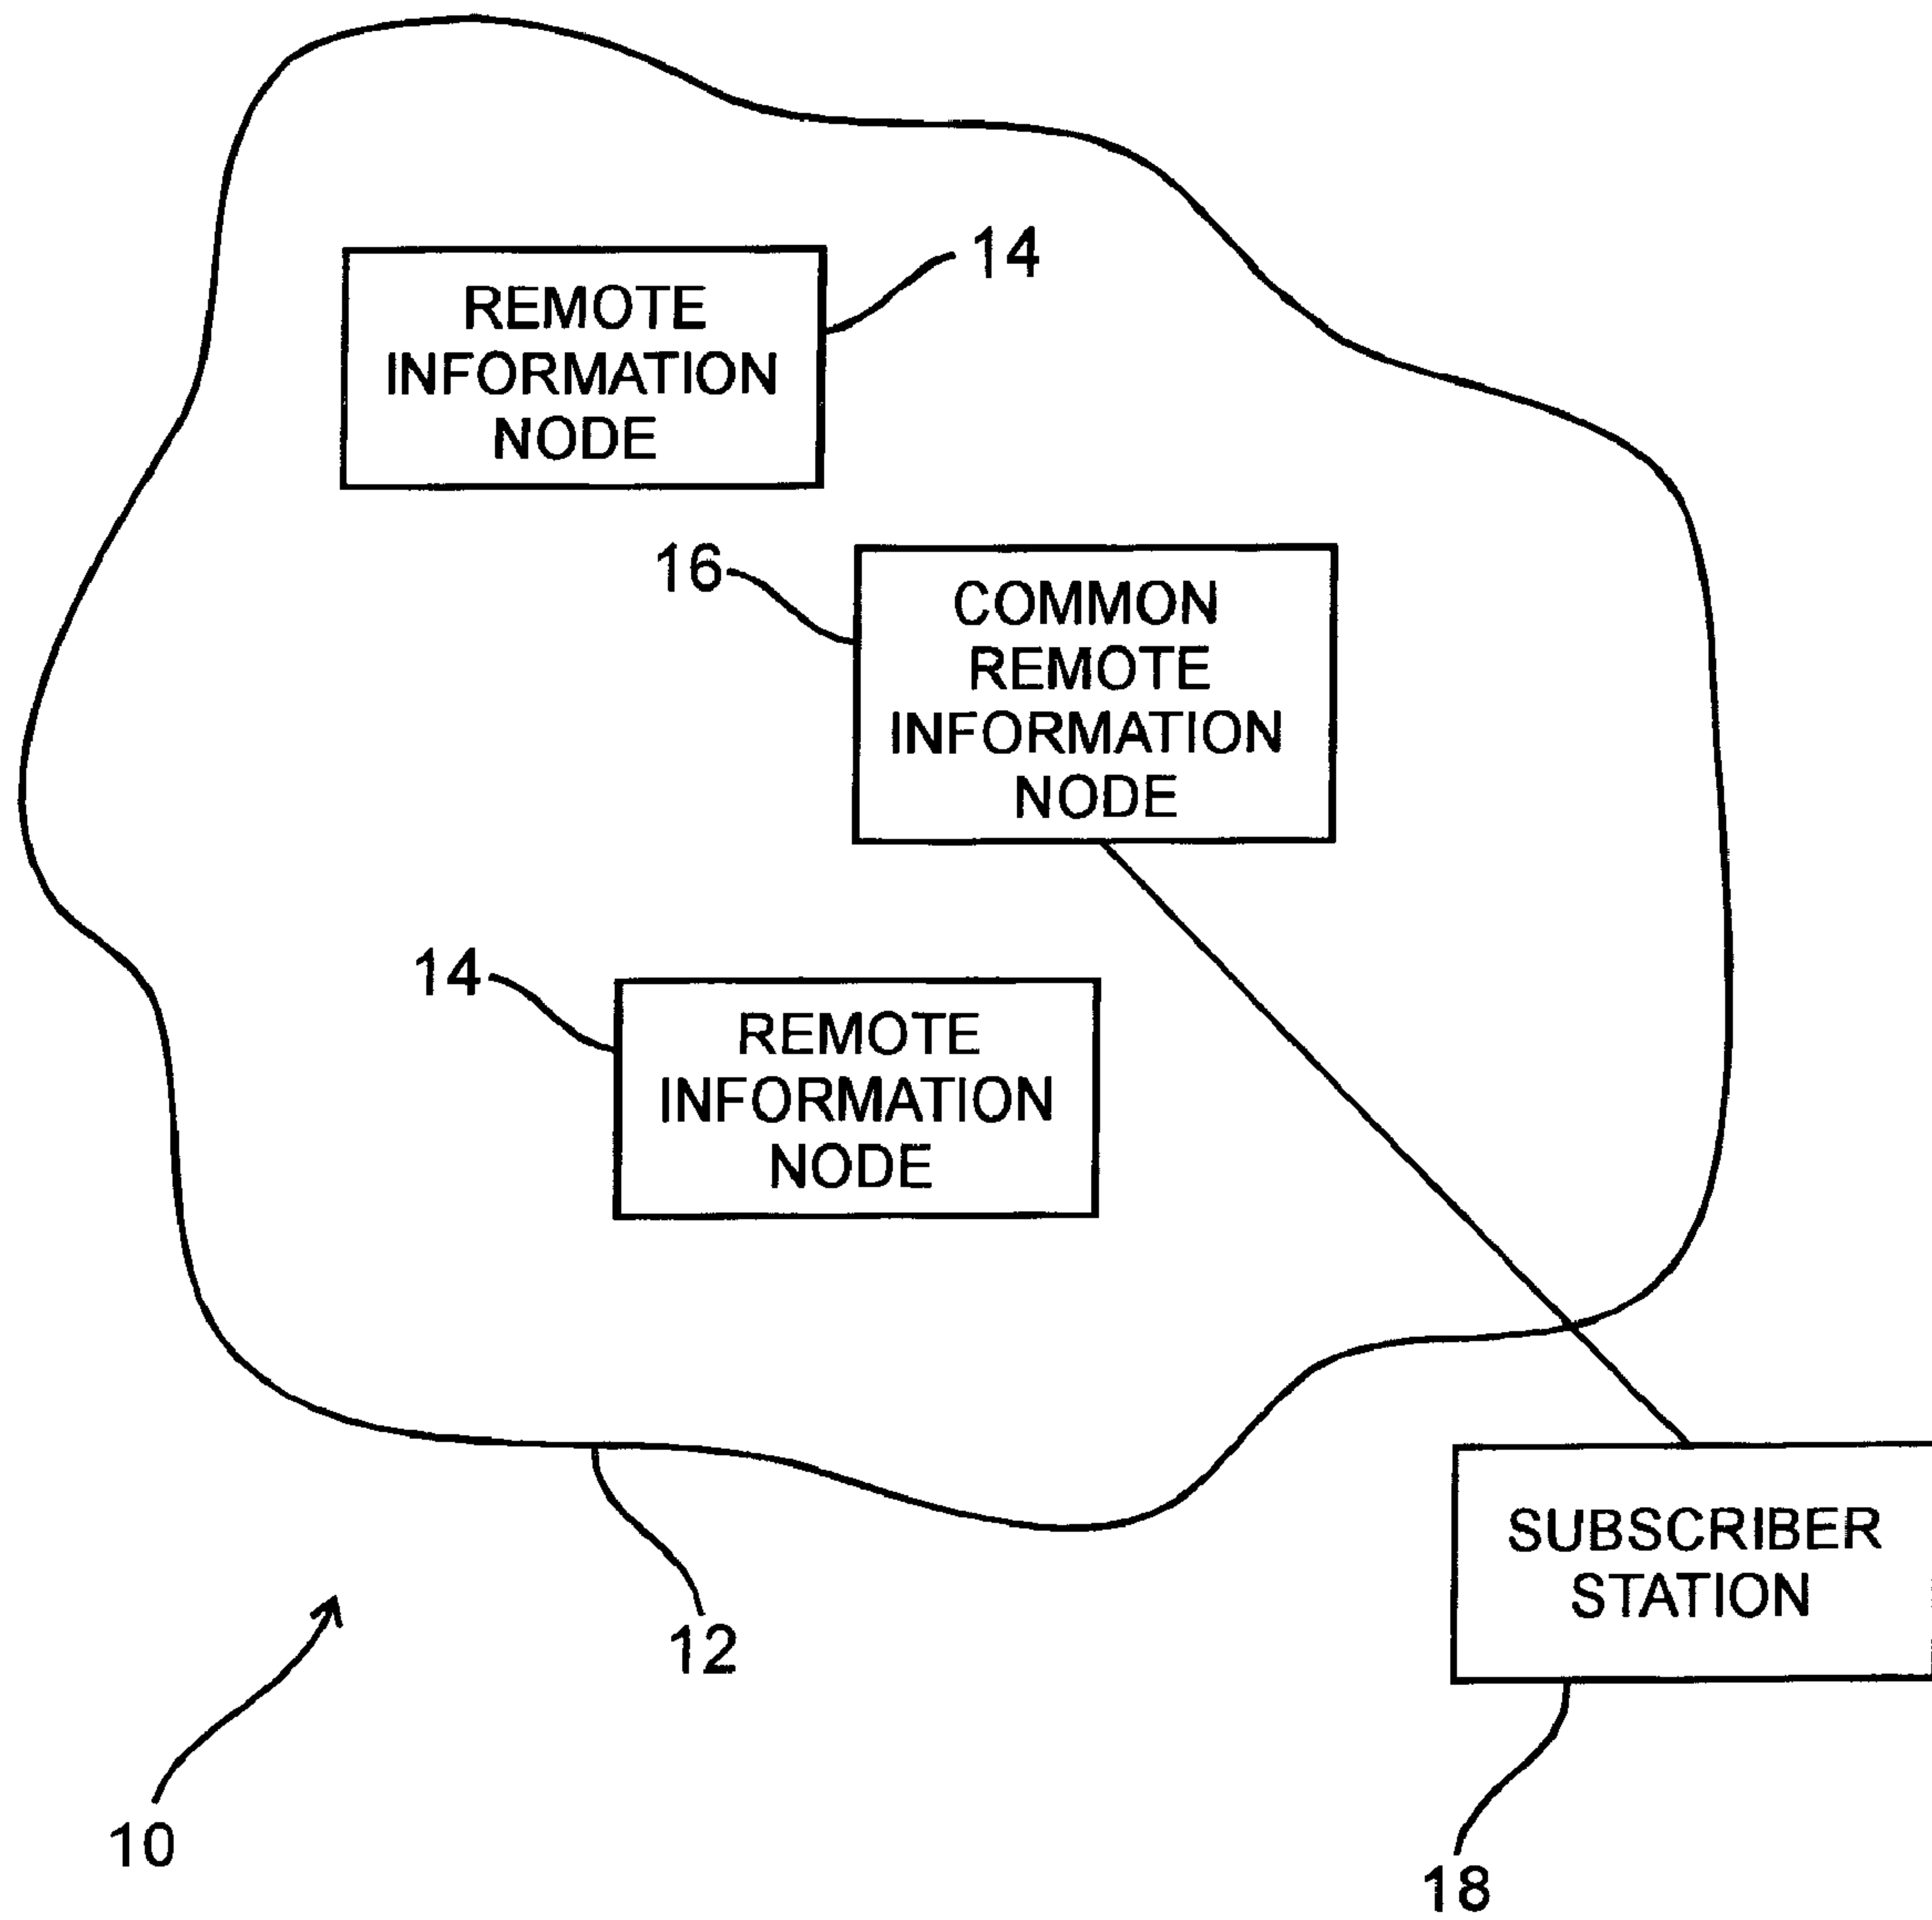 14
REMOTE
INFORMATION
NODE
16
COMMON
REMOTE
INFORMATION
NODE
14
REMOTE
INFORMATION
NODE
SUBSCRIBER
STATION
12
10
18